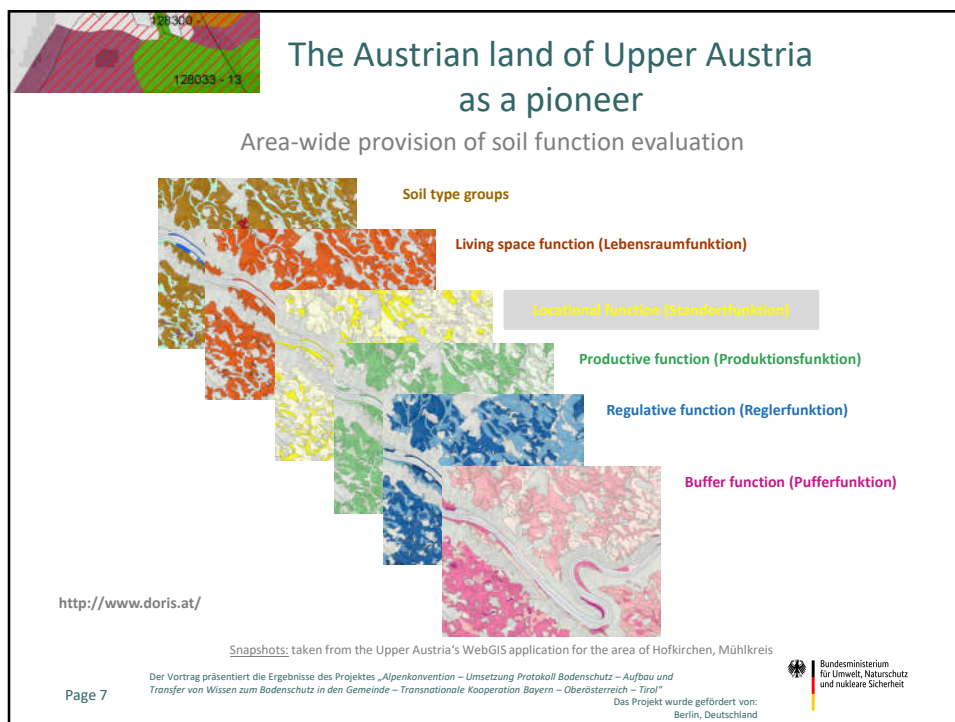 128300 -
128033 - 13
The Austrian land of Upper Austria
as a pioneer
Area-wide provision of soil function evaluation
Soil type groups
Living space function (Lebensraumfunktion)
Locational function (Standortfunktion)
Productive function (Produktionsfunktion)
Regulative function (Reglerfunktion)
Buffer function (Pufferfunktion)
http://www.doris.at/
Snapshots: taken from the Upper Austria‘s WebGIS application for the area of Hofkirchen, Mühlkreis
Page 7
Der Vortrag präsentiert die Ergebnisse des Projektes „Alpenkonvention – Umsetzung Protokoll Bodenschutz – Aufbau und
Transfer von Wissen zum Bodenschutz in den Gemeinde – Transnationale Kooperation Bayern – Oberösterreich – Tirol“
Das Projekt wurde gefördert von:
Berlin, Deutschland
Bundesministerium
für Umwelt, Naturschutz
und nukleare Sicherheit